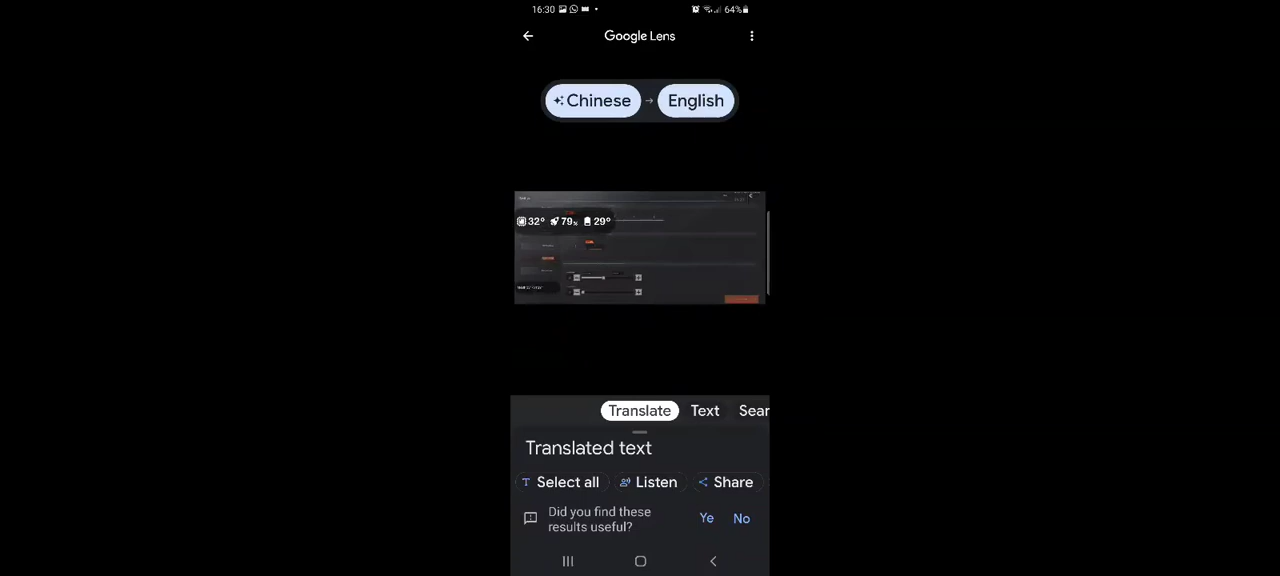 16:30
64%
Google Lens
Chinese → English
32° 79% 29°
Translate Text Sear
Translated text
Select all Listen Share
Did you find these
results useful?
Ye No